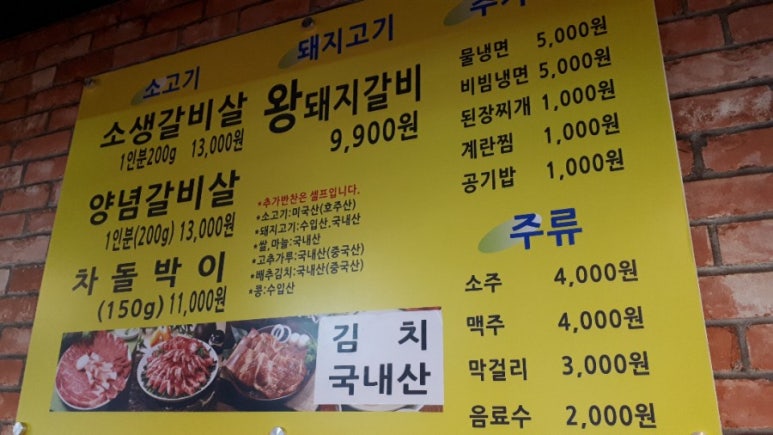 소고기
소생갈비살
1인분200g 13,000원
양념갈비살
1인분(200g) 13,000원
차돌박이
(150g) 11,000원
돼지고기
왕돼지갈비
9,900원
*추가반찬은 셀프입니다.
*소고기:미국산(호주산)
*돼지고기:수입산,국내산
*쌀,마늘:국내산
*고추가루:국내산(중국산)
*배추김치:국내산(중국산)
*콩:수입산
김치
국내산
물냉면 5,000원
비빔냉면 5,000원
된장찌개 1,000원
계란찜 1,000원
공기밥 1,000원
주류
소주 4,000원
맥주 4,000원
막걸리 3,000원
음료수 2,000원